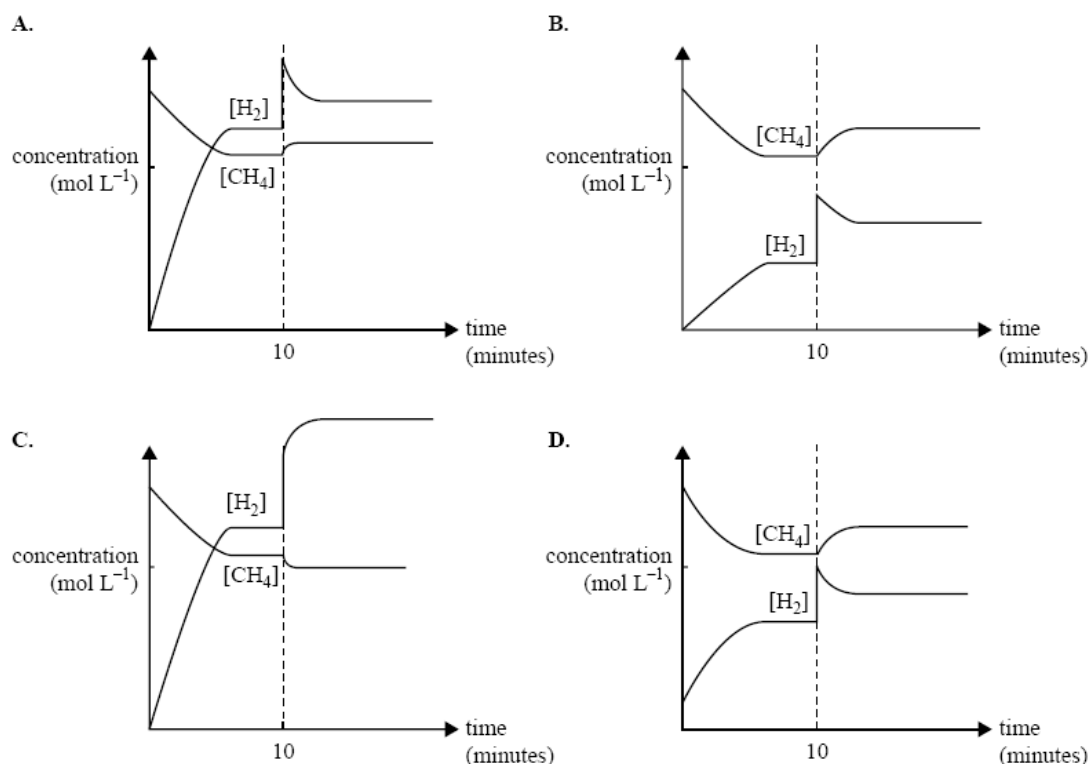 A.
[H₂]
concentration
(mol L⁻¹)
[CH₄]
time
(minutes)
10
B.
concentration
(mol L⁻¹)
[CH₄]
[H₂]
time
(minutes)
10
C.
[H₂]
concentration
(mol L⁻¹)
[CH₄]
time
(minutes)
10
D.
concentration
(mol L⁻¹)
[CH₄]
[H₂]
time
(minutes)
10